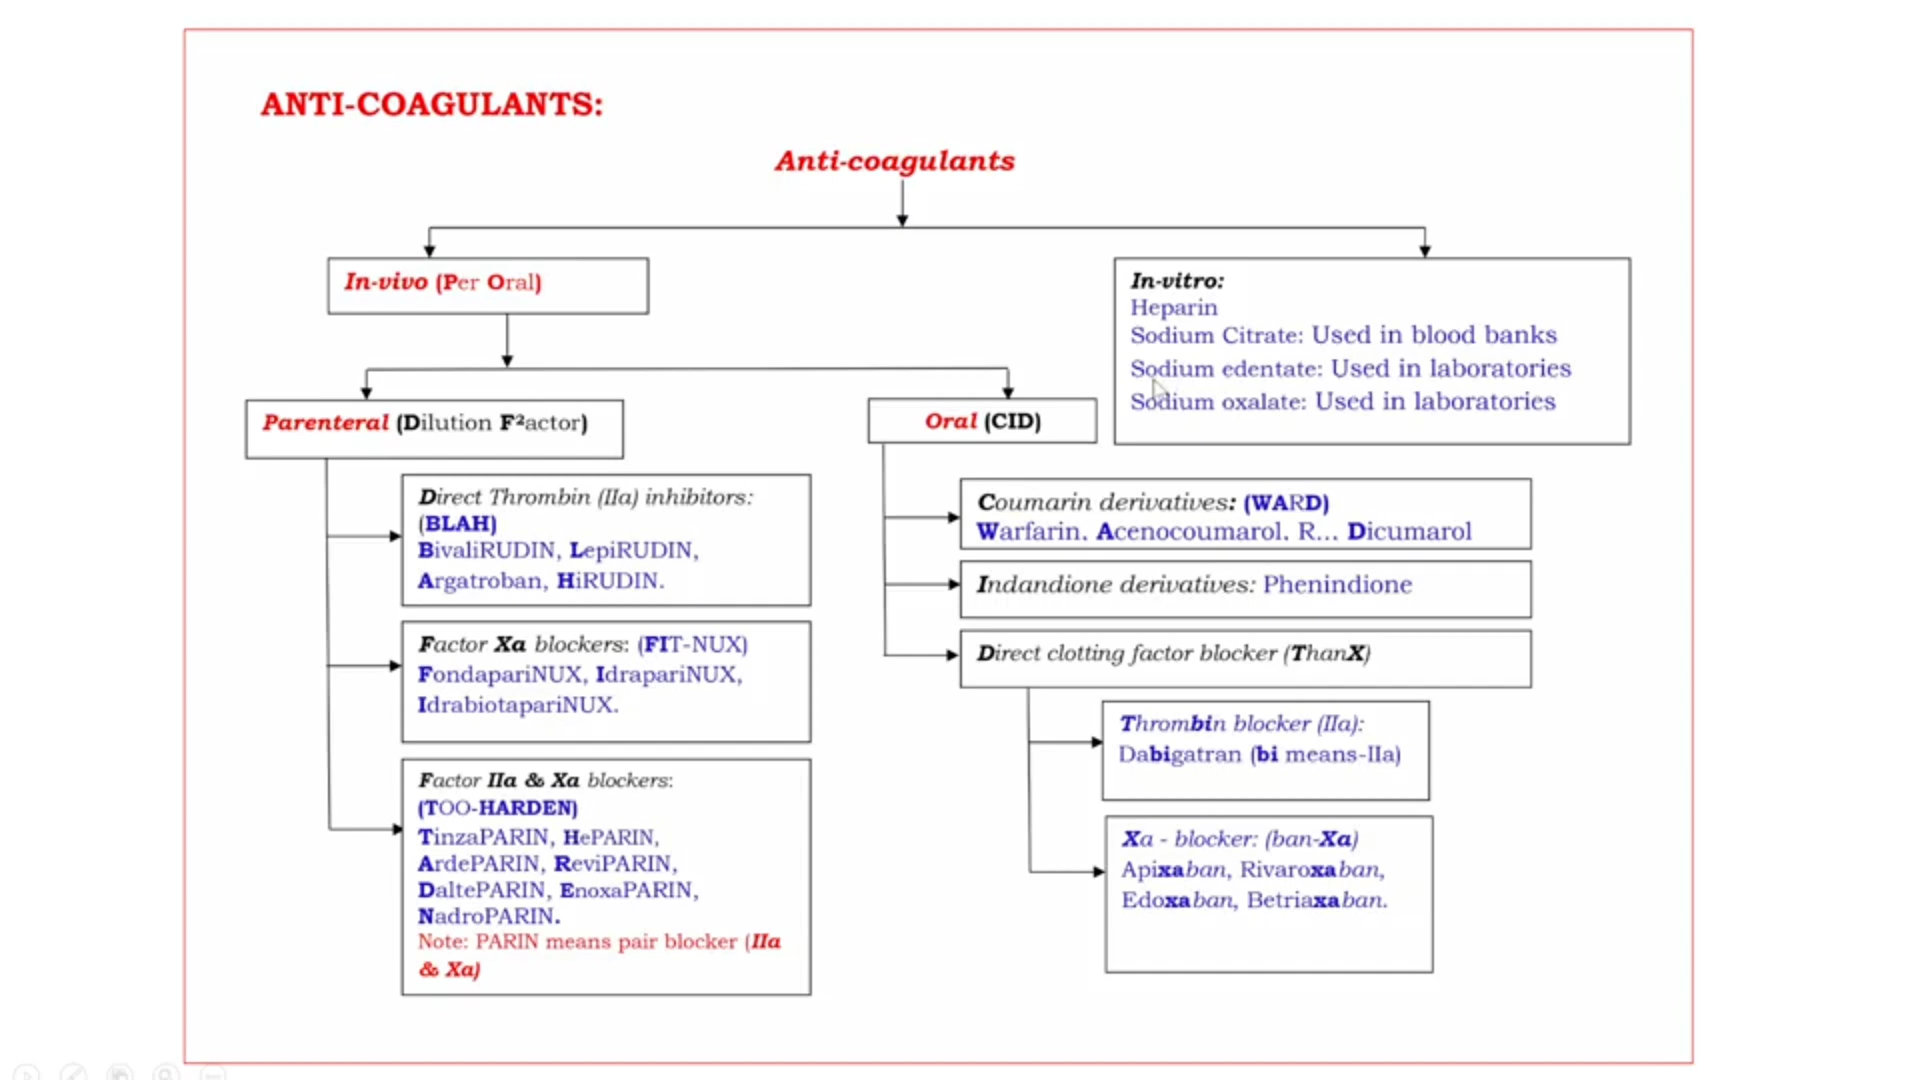 ANTI-COAGULANTS:
Anti-coagulants
In-vivo (Per Oral)
In-vitro:
Heparin
Sodium Citrate: Used in blood banks
Sodium edentate: Used in laboratories
Sodium oxalate: Used in laboratories
Parenteral (Dilution F²actor)
Direct Thrombin (IIa) inhibitors:
(BLAH)
BivaliRUDIN, LepiRUDIN,
Argatroban, HiRUDIN.
Factor Xa blockers: (FIT-NUX)
FondapariNUX, IdrapariNUX,
IdrabiotapariNUX.
Factor IIa & Xa blockers:
(TOO-HARDEN)
TinzaPARIN, HePARIN,
ArdePARIN, ReviPARIN,
DaltePARIN, EnoxaPARIN,
NadroPARIN.
Note: PARIN means pair blocker (IIa
& Xa)
Oral (CID)
Coumarin derivatives: (WARD)
Warfarin. Acenocoumarol. R... Dicumarol
Indandione derivatives: Phenindione
Direct clotting factor blocker (ThanX)
Thrombin blocker (IIa):
Dabigatran (bi means-IIa)
Xa - blocker: (ban-Xa)
Apixaban, Rivaroxaban,
Edoxaban, Betriaxaban.